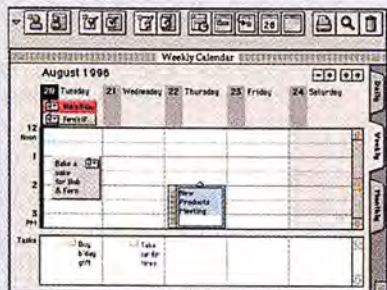 28
Weekly Calendar
August 1996
20 Tuesday 21 Wednesday 22 Thursday 23 Friday 24 Saturday
Daily
Weekly
Monthly
12
Noon
1
2
3
PM
Bake a
cake
for Bob
& Fern
New
Products
Meeting
Tasks
Buy
b'day
gift
Take
car for
tires